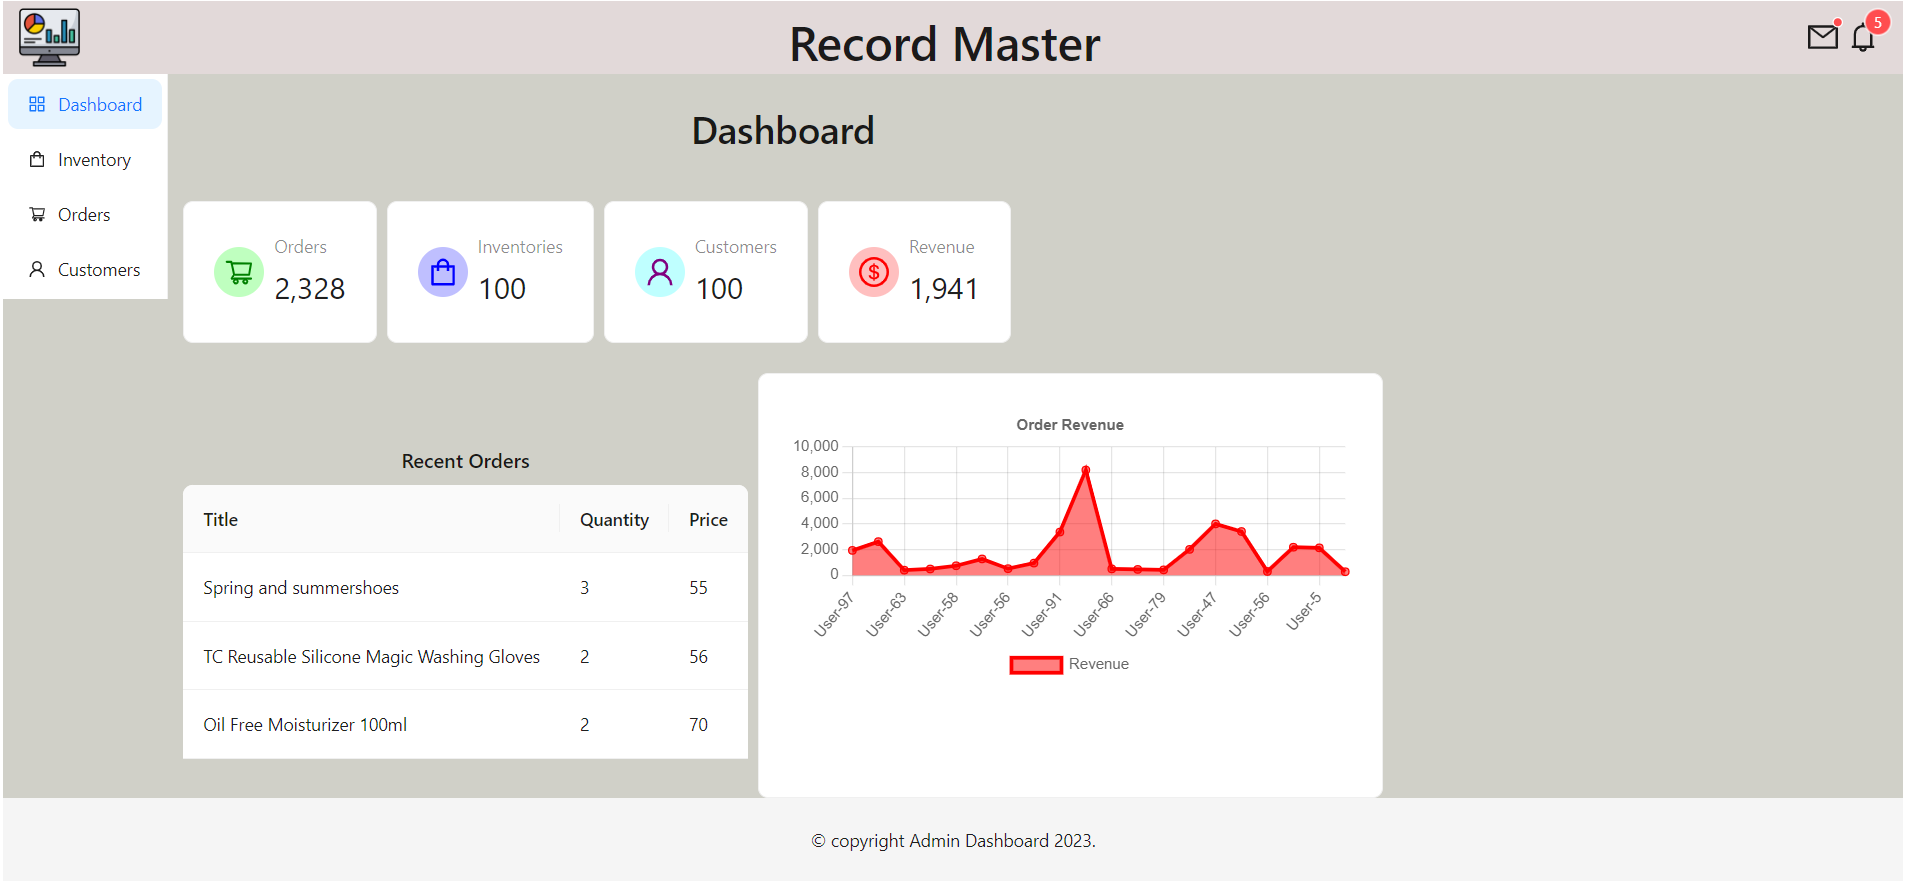 Record Master
5
Dashboard
Inventory
Orders
Customers
Dashboard
Orders
2,328
Inventories
100
Customers
100
Revenue
1,941
Recent Orders
Title Quantity Price
Spring and summershoes 3 55
TC Reusable Silicone Magic Washing Gloves 2 56
Oil Free Moisturizer 100ml 2 70
Order Revenue
10,000
8,000
6,000
4,000
2,000
0
User-97 User-63 User-58 User-56 User-91 User-66 User-79 User-47 User-56 User-5
Revenue
© copyright Admin Dashboard 2023.